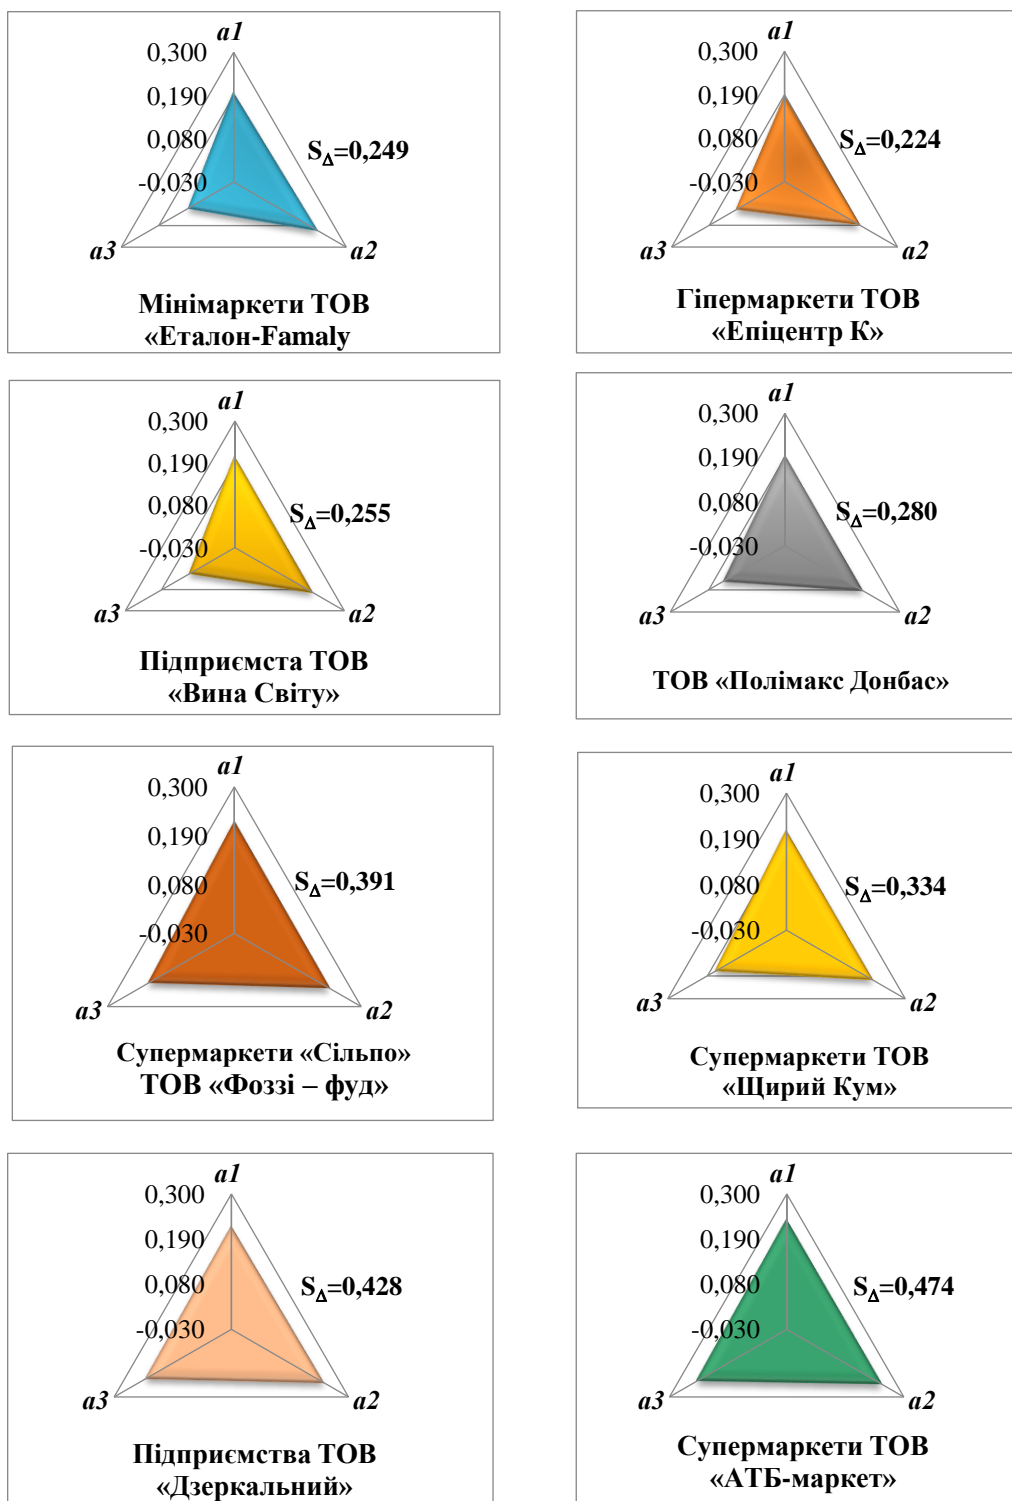 a1
0,300
0,190
0,080
-0,030
SΔ=0,249
a3
a2
Мінімаркети ТОВ
«Еталон-Famaly
a1
0,300
0,190
0,080
-0,030
SΔ=0,224
a3
a2
Гіпермаркети ТОВ
«Епіцентр К»
a1
0,300
0,190
0,080
-0,030
SΔ=0,255
a3
a2
Підприємста ТОВ
«Вина Світу»
a1
0,300
0,190
0,080
-0,030
SΔ=0,280
a3
a2
ТОВ «Полімакс Донбас»
a1
0,300
0,190
0,080
-0,030
SΔ=0,391
a3
a2
Супермаркети «Сільпо»
ТОВ «Фоззі – фуд»
a1
0,300
0,190
0,080
-0,030
SΔ=0,334
a3
a2
Супермаркети ТОВ
«Щирий Кум»
a1
0,300
0,190
0,080
-0,030
SΔ=0,428
a3
a2
Підприємства ТОВ
«Дзеркальний»
a1
0,300
0,190
0,080
-0,030
SΔ=0,474
a3
a2
Супермаркети ТОВ
«АТБ-маркет»